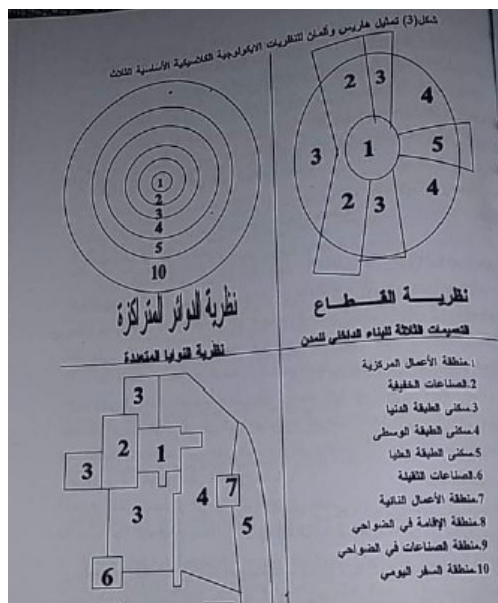 شكل(3) تمثيل هاريس وألمان للنظريات الايكولوجية الكلاسيكية الأساسية الثلاث
2
3
4
3
1
5
2
3
4
نظرية القطاع
1
2
3
4
5
10
نظرية الدوائر المتراكزة
التصيمات الثلاثة للبناء الداخلي للمدن
1.منطقة الأعمال المركزية
2.الصناعات الخفيفة
3.سكنى الطبقة الدنيا
4.سكنى الطبقة الوسطى
5.سكنى الطبقة العليا
6.الصناعات الثقيلة
7.منطقة الأعمال النائية
8.منطقة الإقامة في الضواحي
9.منطقة الصناعات في الضواحي
10.منطقة السفر اليومي
نظرية النوايا المتعددة
3
2
1
3
3
4
7
5
6